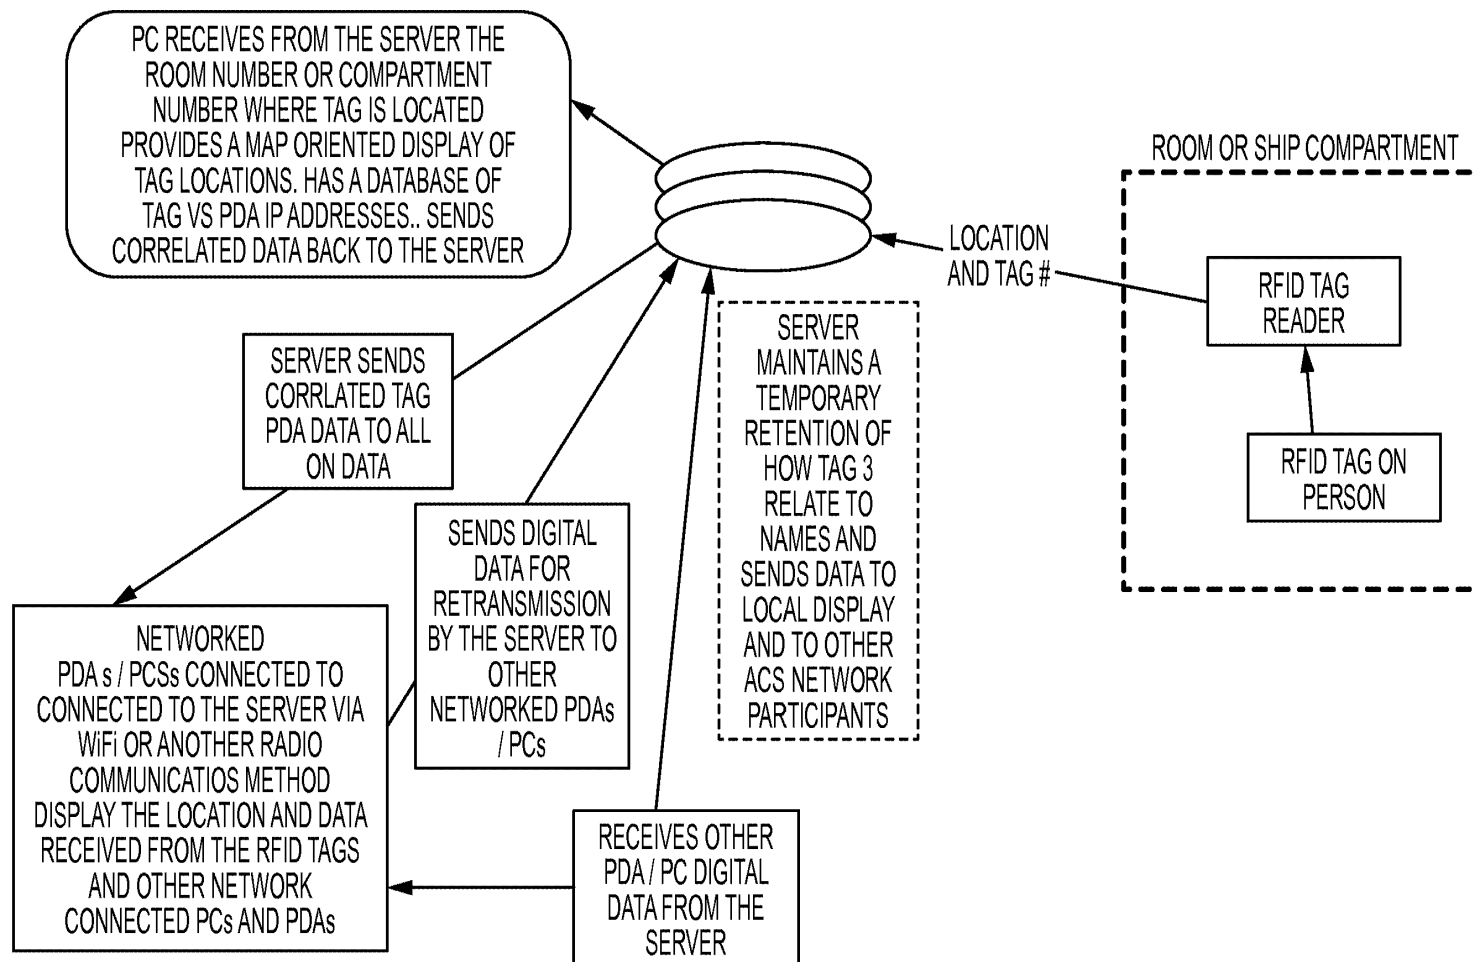 PC RECEIVES FROM THE SERVER THE
ROOM NUMBER OR COMPARTMENT
NUMBER WHERE TAG IS LOCATED
PROVIDES A MAP ORIENTED DISPLAY OF
TAG LOCATIONS. HAS A DATABASE OF
TAG VS PDA IP ADDRESSES.. SENDS
CORRELATED DATA BACK TO THE SERVER
ROOM OR SHIP COMPARTMENT
LOCATION
AND TAG #
RFID TAG
READER
RFID TAG ON
PERSON
SERVER
MAINTAINS A
TEMPORARY
RETENTION OF
HOW TAG 3
RELATE TO
NAMES AND
SENDS DATA TO
LOCAL DISPLAY
AND TO OTHER
ACS NETWORK
PARTICIPANTS
SERVER SENDS
CORRLATED TAG
PDA DATA TO ALL
ON DATA
SENDS DIGITAL
DATA FOR
RETRANSMISSION
BY THE SERVER TO
OTHER
NETWORKED PDAs
/ PCs
NETWORKED
PDA s / PCSs CONNECTED TO
CONNECTED TO THE SERVER VIA
WiFi OR ANOTHER RADIO
COMMUNICATIOS METHOD
DISPLAY THE LOCATION AND DATA
RECEIVED FROM THE RFID TAGS
AND OTHER NETWORK
CONNECTED PCs AND PDAs
RECEIVES OTHER
PDA / PC DIGITAL
DATA FROM THE
SERVER